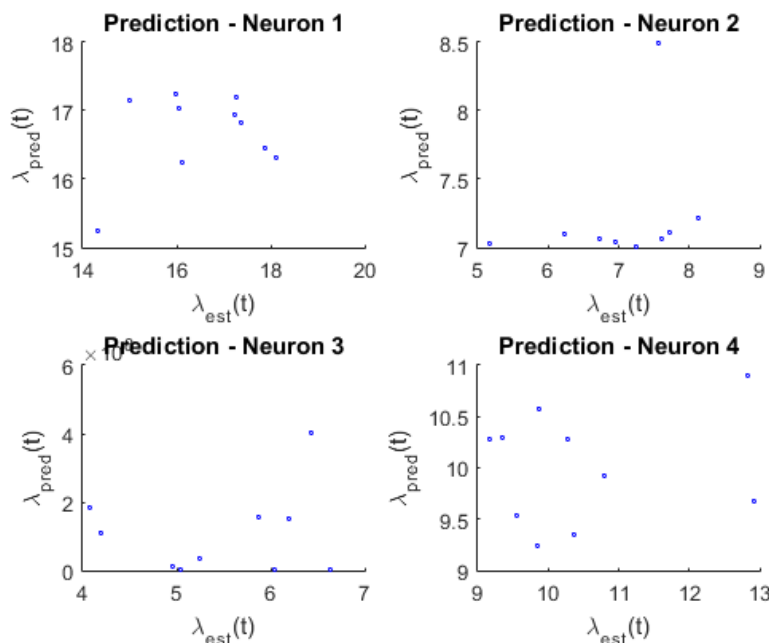 Prediction - Neuron 1
18
17
16
15
λpred(t)
14 16 18 20
λest(t)
Prediction - Neuron 2
8.5
8
7.5
7
λpred(t)
5 6 7 8 9
λest(t)
Prediction - Neuron 3
6
4
2
0
λpred(t)
4 5 6 7
λest(t)
Prediction - Neuron 4
11
10.5
10
9.5
9
λpred(t)
9 10 11 12 13
λest(t)